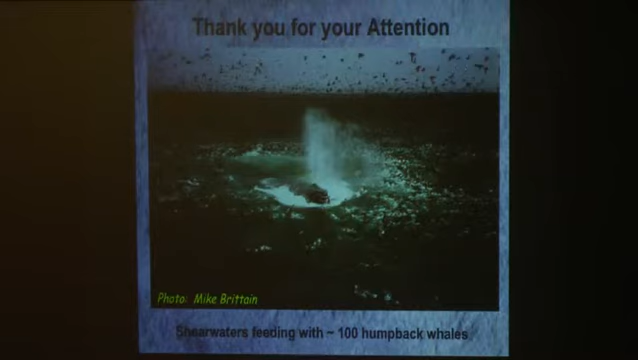 Thank you for your Attention
Photo: Mike Brittain
Shearwaters feeding with ~ 100 humpback whales